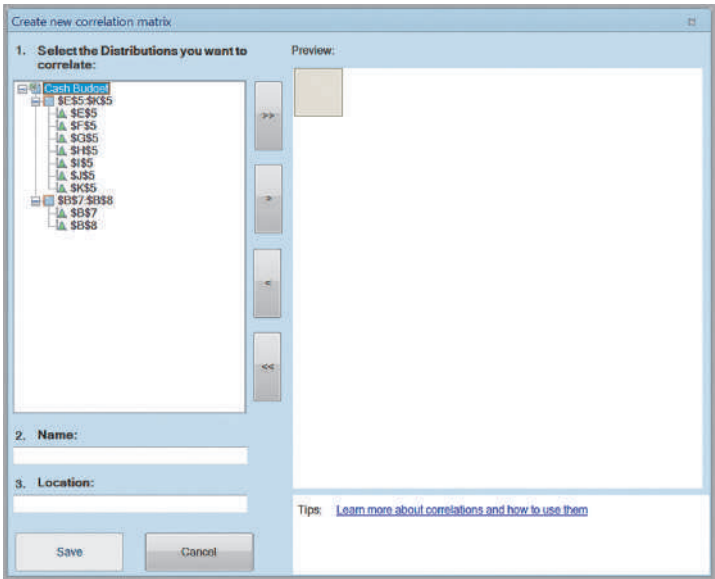 Create new correlation matrix
1. Select the Distributions you want to
correlate:
Preview:
Cash Budget
$E$5:$K$5
$E$5
$F$5
$G$5
$H$5
$I$5
$J$5
$K$5
$B$7:$B$8
$B$7
$B$8
>>
>
<
<<
2. Name:
3. Location:
Tips: Learn more about correlations and how to use them
Save
Cancel